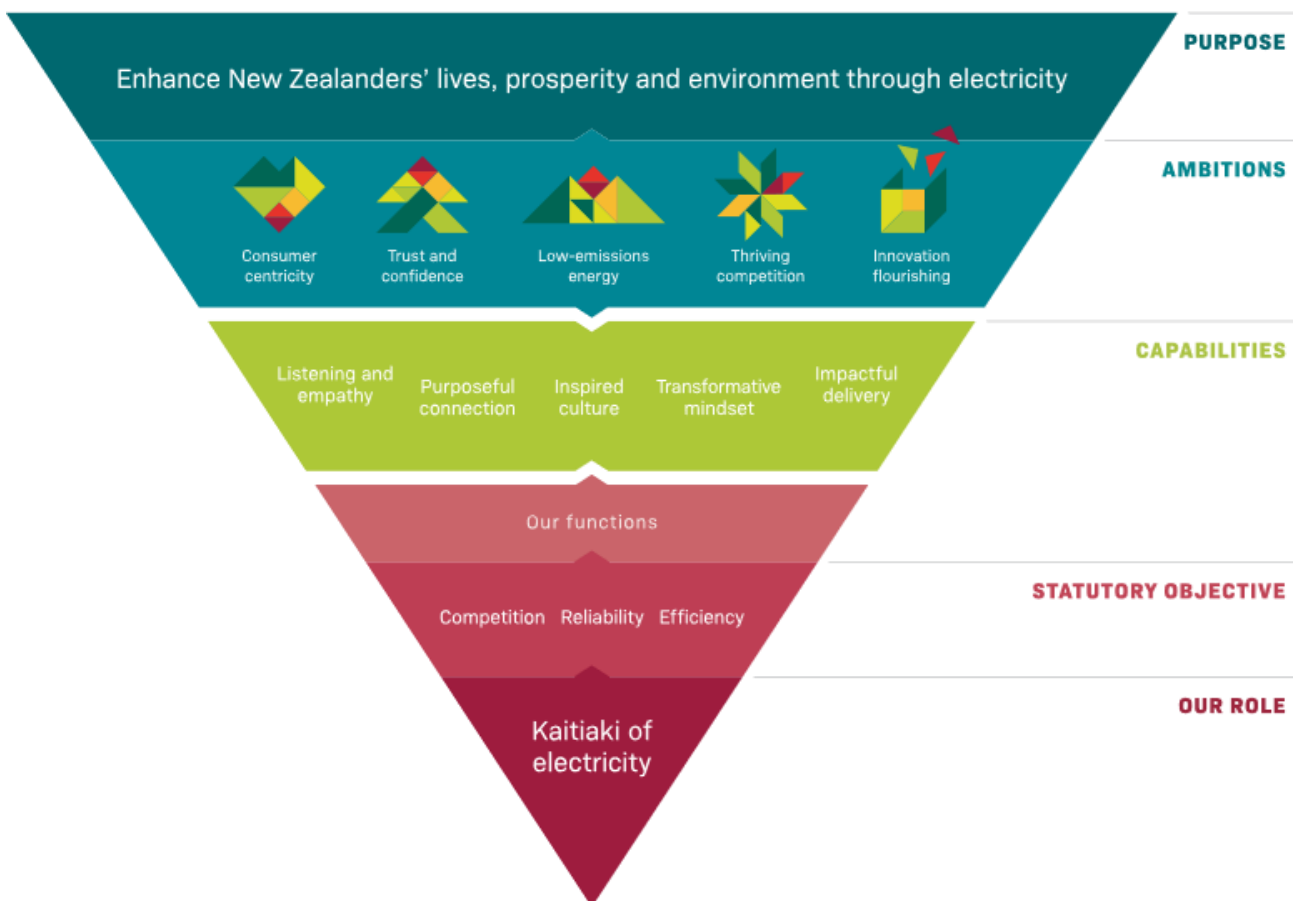 PURPOSE
Enhance New Zealanders’ lives, prosperity and environment through electricity
AMBITIONS
Consumer
centricity
Trust and
confidence
Low-emissions
energy
Thriving
competition
Innovation
flourishing
CAPABILITIES
Listening and
empathy
Purposeful
connection
Inspired
culture
Transformative
mindset
Impactful
delivery
Our functions
STATUTORY OBJECTIVE
Competition Reliability Efficiency
OUR ROLE
Kaitiaki of
electricity